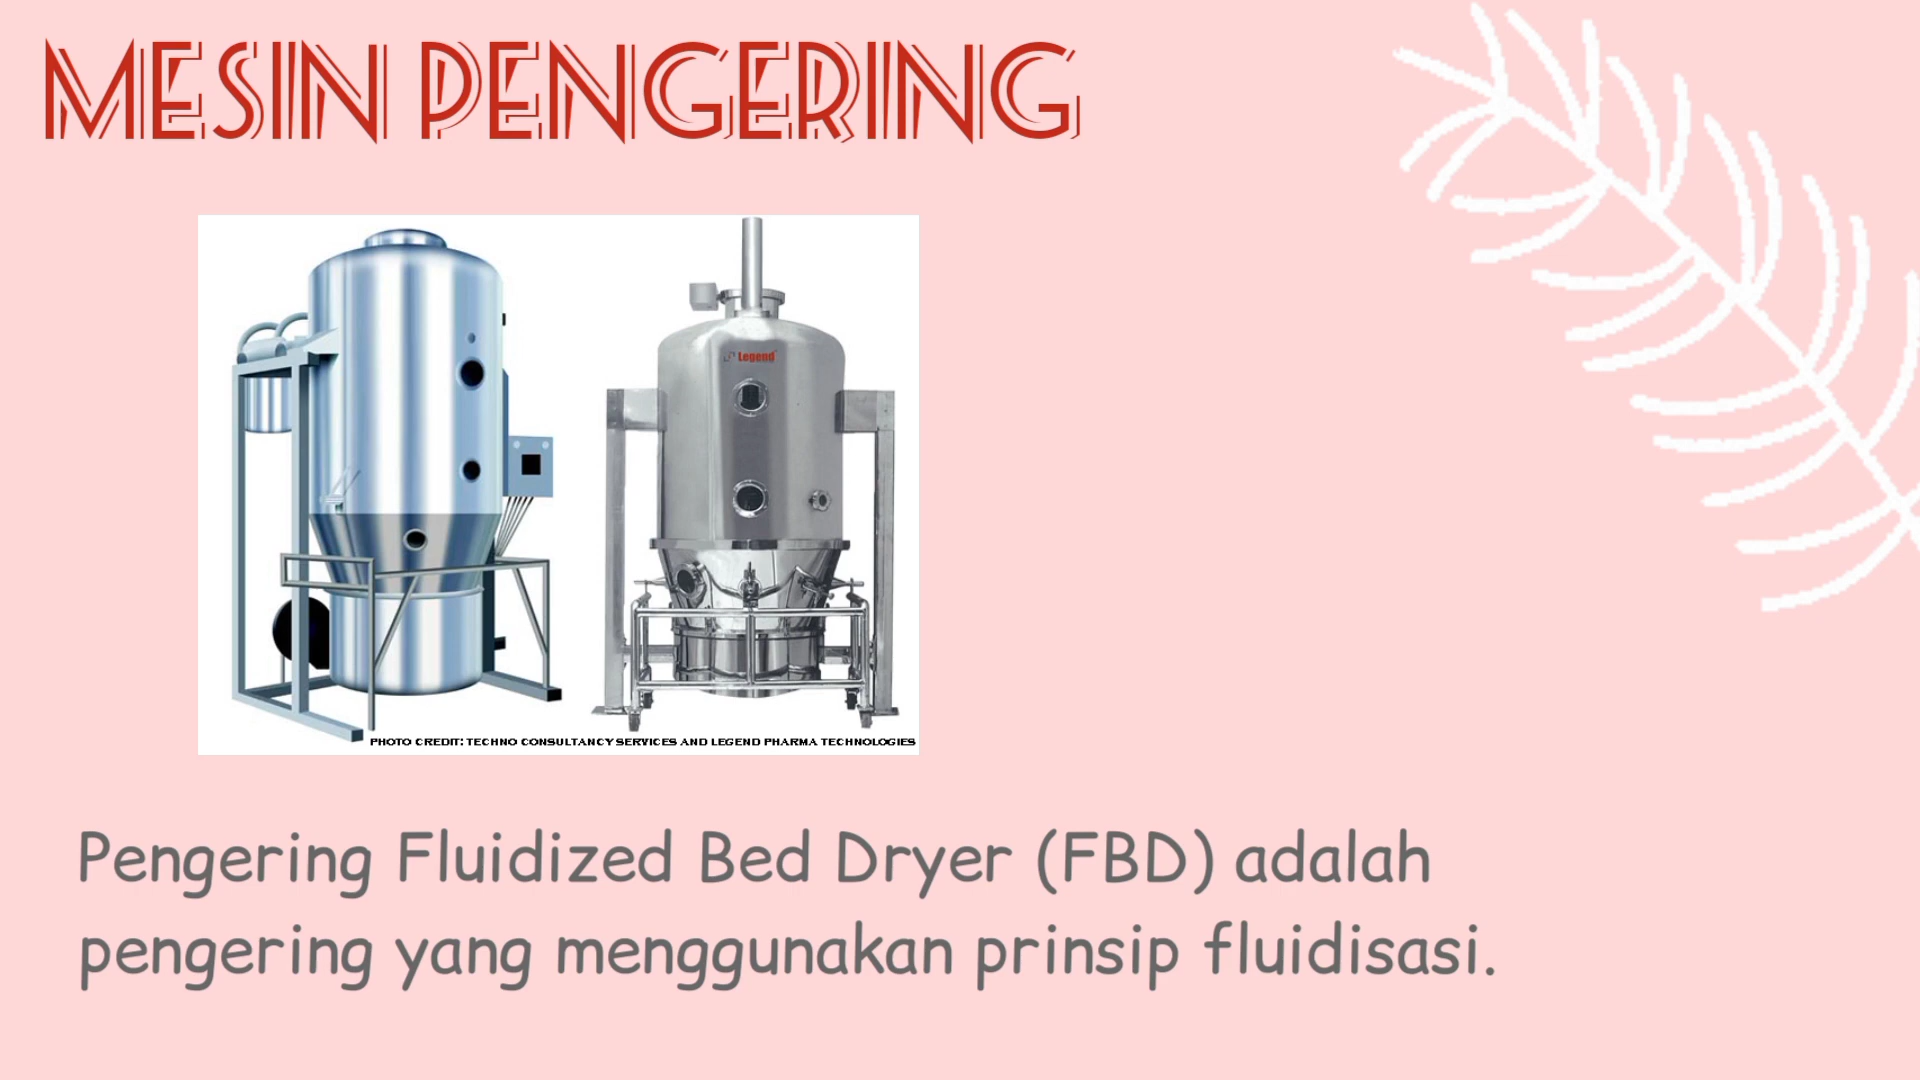 MESIN PENGERING
Legend
PHOTO CREDIT: TECHNO CONSULTANCY SERVICES AND LEGEND PHARMA TECHNOLOGIES
Pengering Fluidized Bed Dryer (FBD) adalah
pengering yang menggunakan prinsip fluidisasi.